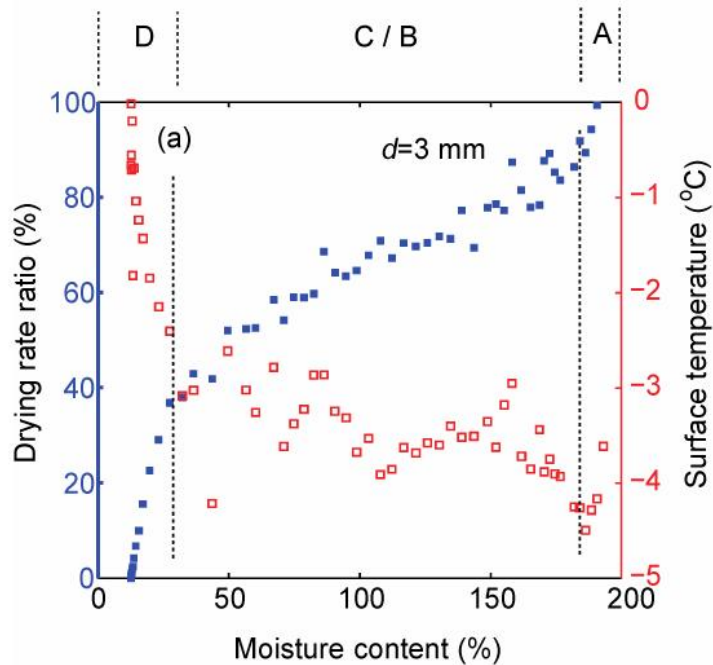 D C / B A
100 0
(a) d=3 mm
80 −1
60 −2
40 −3
20 −4
0 −5
0 50 100 150 200
Drying rate ratio (%)
Surface temperature (°C)
Moisture content (%)